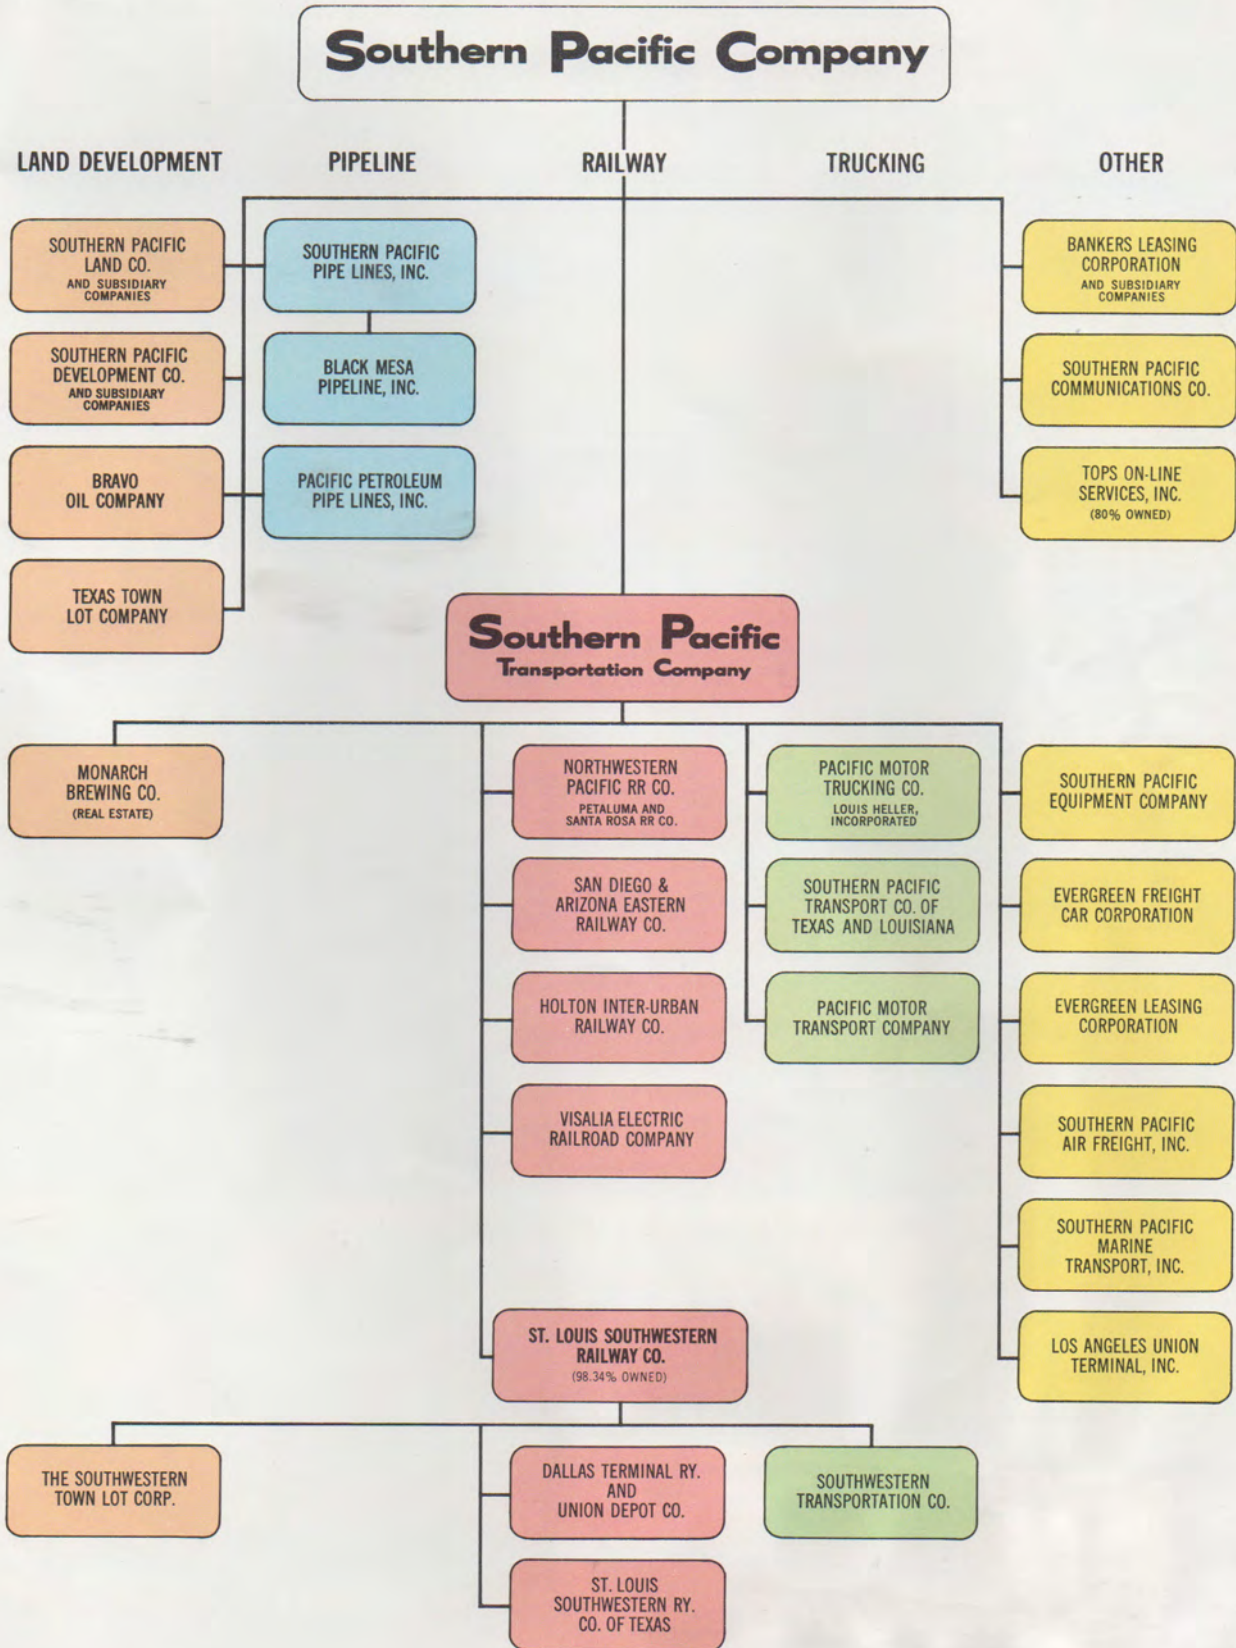 Southern Pacific Company
LAND DEVELOPMENT
PIPELINE
RAILWAY
TRUCKING
OTHER
SOUTHERN PACIFIC
LAND CO.
AND SUBSIDIARY
COMPANIES
SOUTHERN PACIFIC
PIPE LINES, INC.
BANKERS LEASING
CORPORATION
AND SUBSIDIARY
COMPANIES
SOUTHERN PACIFIC
DEVELOPMENT CO.
AND SUBSIDIARY
COMPANIES
BLACK MESA
PIPELINE, INC.
SOUTHERN PACIFIC
COMMUNICATIONS CO.
BRAVO
OIL COMPANY
PACIFIC PETROLEUM
PIPE LINES, INC.
TOPS ON-LINE
SERVICES, INC.
(80% OWNED)
TEXAS TOWN
LOT COMPANY
Southern Pacific
Transportation Company
MONARCH
BREWING CO.
(REAL ESTATE)
NORTHWESTERN
PACIFIC RR CO.
PETALUMA AND
SANTA ROSA RR CO.
PACIFIC MOTOR
TRUCKING CO.
LOUIS HELLER,
INCORPORATED
SOUTHERN PACIFIC
EQUIPMENT COMPANY
SAN DIEGO &
ARIZONA EASTERN
RAILWAY CO.
SOUTHERN PACIFIC
TRANSPORT CO. OF
TEXAS AND LOUISIANA
EVERGREEN FREIGHT
CAR CORPORATION
HOLTON INTER-URBAN
RAILWAY CO.
PACIFIC MOTOR
TRANSPORT COMPANY
EVERGREEN LEASING
CORPORATION
VISALIA ELECTRIC
RAILROAD COMPANY
SOUTHERN PACIFIC
AIR FREIGHT, INC.
SOUTHERN PACIFIC
MARINE
TRANSPORT, INC.
ST. LOUIS SOUTHWESTERN
RAILWAY CO.
(98.34% OWNED)
LOS ANGELES UNION
TERMINAL, INC.
THE SOUTHWESTERN
TOWN LOT CORP.
DALLAS TERMINAL RY.
AND
UNION DEPOT CO.
SOUTHWESTERN
TRANSPORTATION CO.
ST. LOUIS
SOUTHWESTERN RY.
CO. OF TEXAS